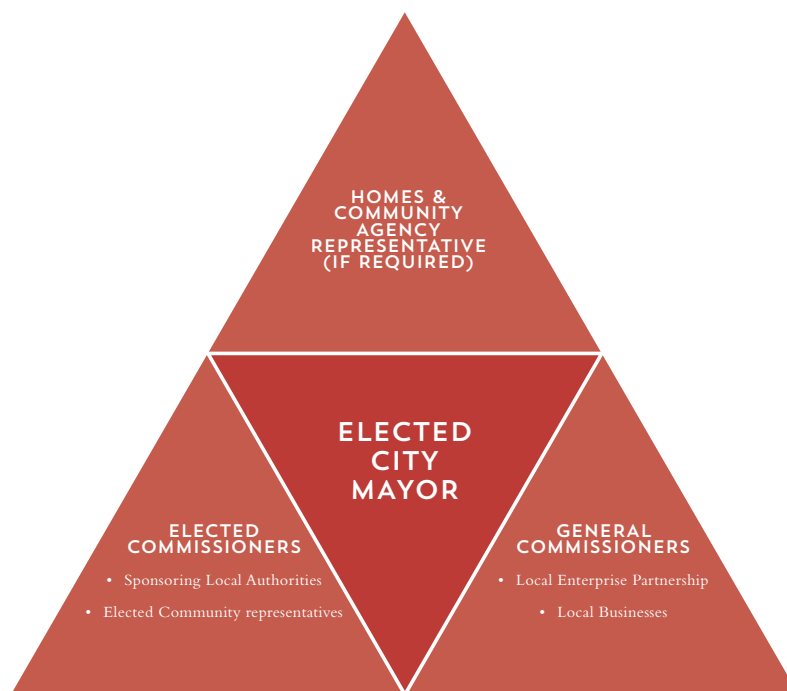 HOMES &
COMMUNITY
AGENCY
REPRESENTATIVE
(IF REQUIRED)
ELECTED
CITY
MAYOR
ELECTED
COMMISSIONERS
• Sponsoring Local Authorities
• Elected Community representatives
GENERAL
COMMISSIONERS
• Local Enterprise Partnership
• Local Businesses